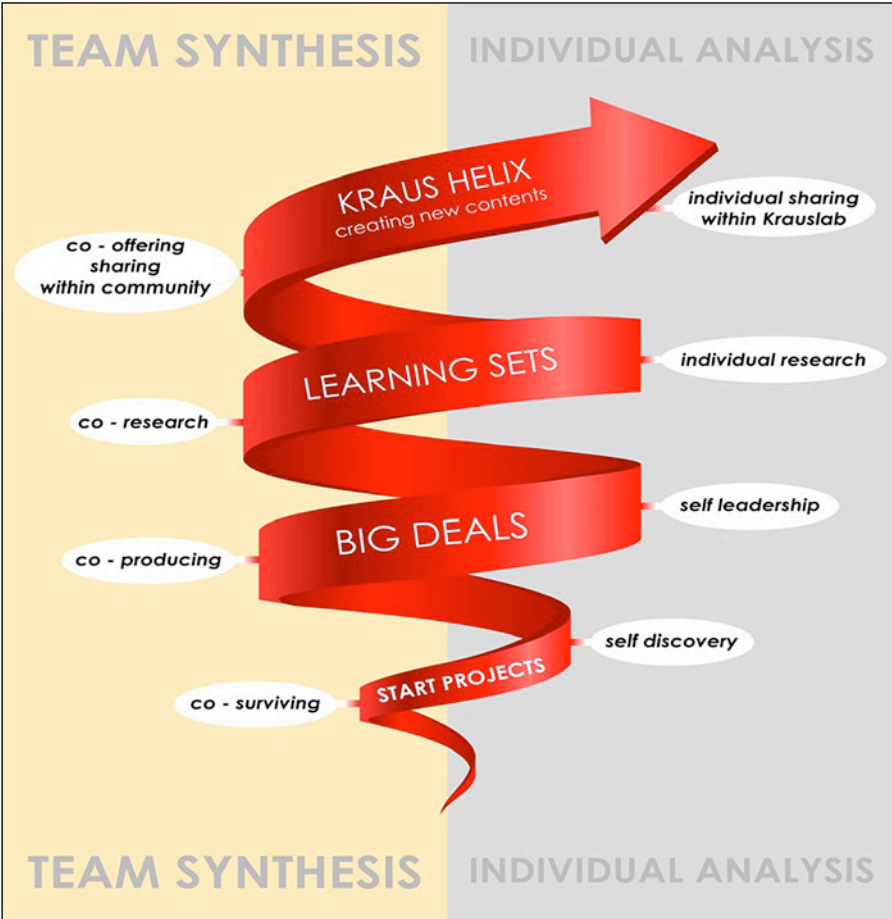 TEAM SYNTHESIS
INDIVIDUAL ANALYSIS
KRAUS HELIX
creating new contents
individual sharing
within Krauslab
co - offering
sharing
within community
LEARNING SETS
individual research
co - research
BIG DEALS
self leadership
co - producing
self discovery
START PROJECTS
co - surviving
TEAM SYNTHESIS
INDIVIDUAL ANALYSIS